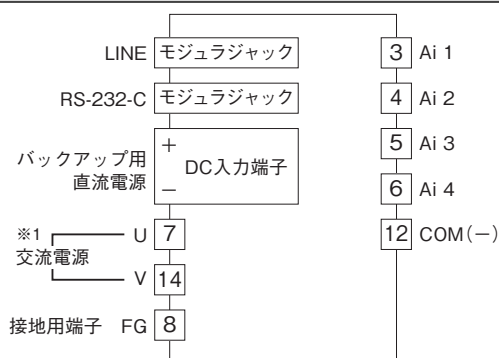 LINE モジュラジャック
RS-232-C モジュラジャック
バックアップ用
直流電源
+
−
DC入力端子
※1
交流電源
U 7
V 14
接地用端子 FG 8
3 Ai 1
4 Ai 2
5 Ai 3
6 Ai 4
12 COM(−)